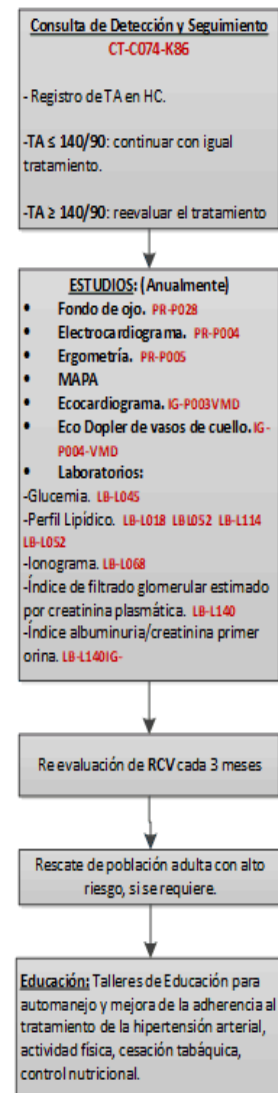 Consulta de Detección y Seguimiento
CT-C074-K86
- Registro de TA en HC.
-TA ≤ 140/90: continuar con igual
tratamiento.
-TA ≥ 140/90: reevaluar el tratamiento
ESTUDIOS: (Anualmente)
• Fondo de ojo. PR-P028
• Electrocardiograma. PR-P004
• Ergometría. PR-P005
• MAPA
• Ecocardiograma. IG-P003VMD
• Eco Dopler de vasos de cuello. IG-
P004-VMD
• Laboratorios:
-Glucemia. LB-L045
-Perfil Lipídico. LB-L018 LBL052 LB-L114
LB-L052
-Ionograma. LB-L068
-Índice de filtrado glomerular estimado
por creatinina plasmática. LB-L140
-Índice albuminuria/creatinina primer
orina. LB-L140IG-
Re evaluación de RCV cada 3 meses
Rescate de población adulta con alto
riesgo, si se requiere.
Educación: Talleres de Educación para
automanejo y mejora de la adherencia al
tratamiento de la hipertensión arterial,
actividad física, cesación tabáquica,
control nutricional.